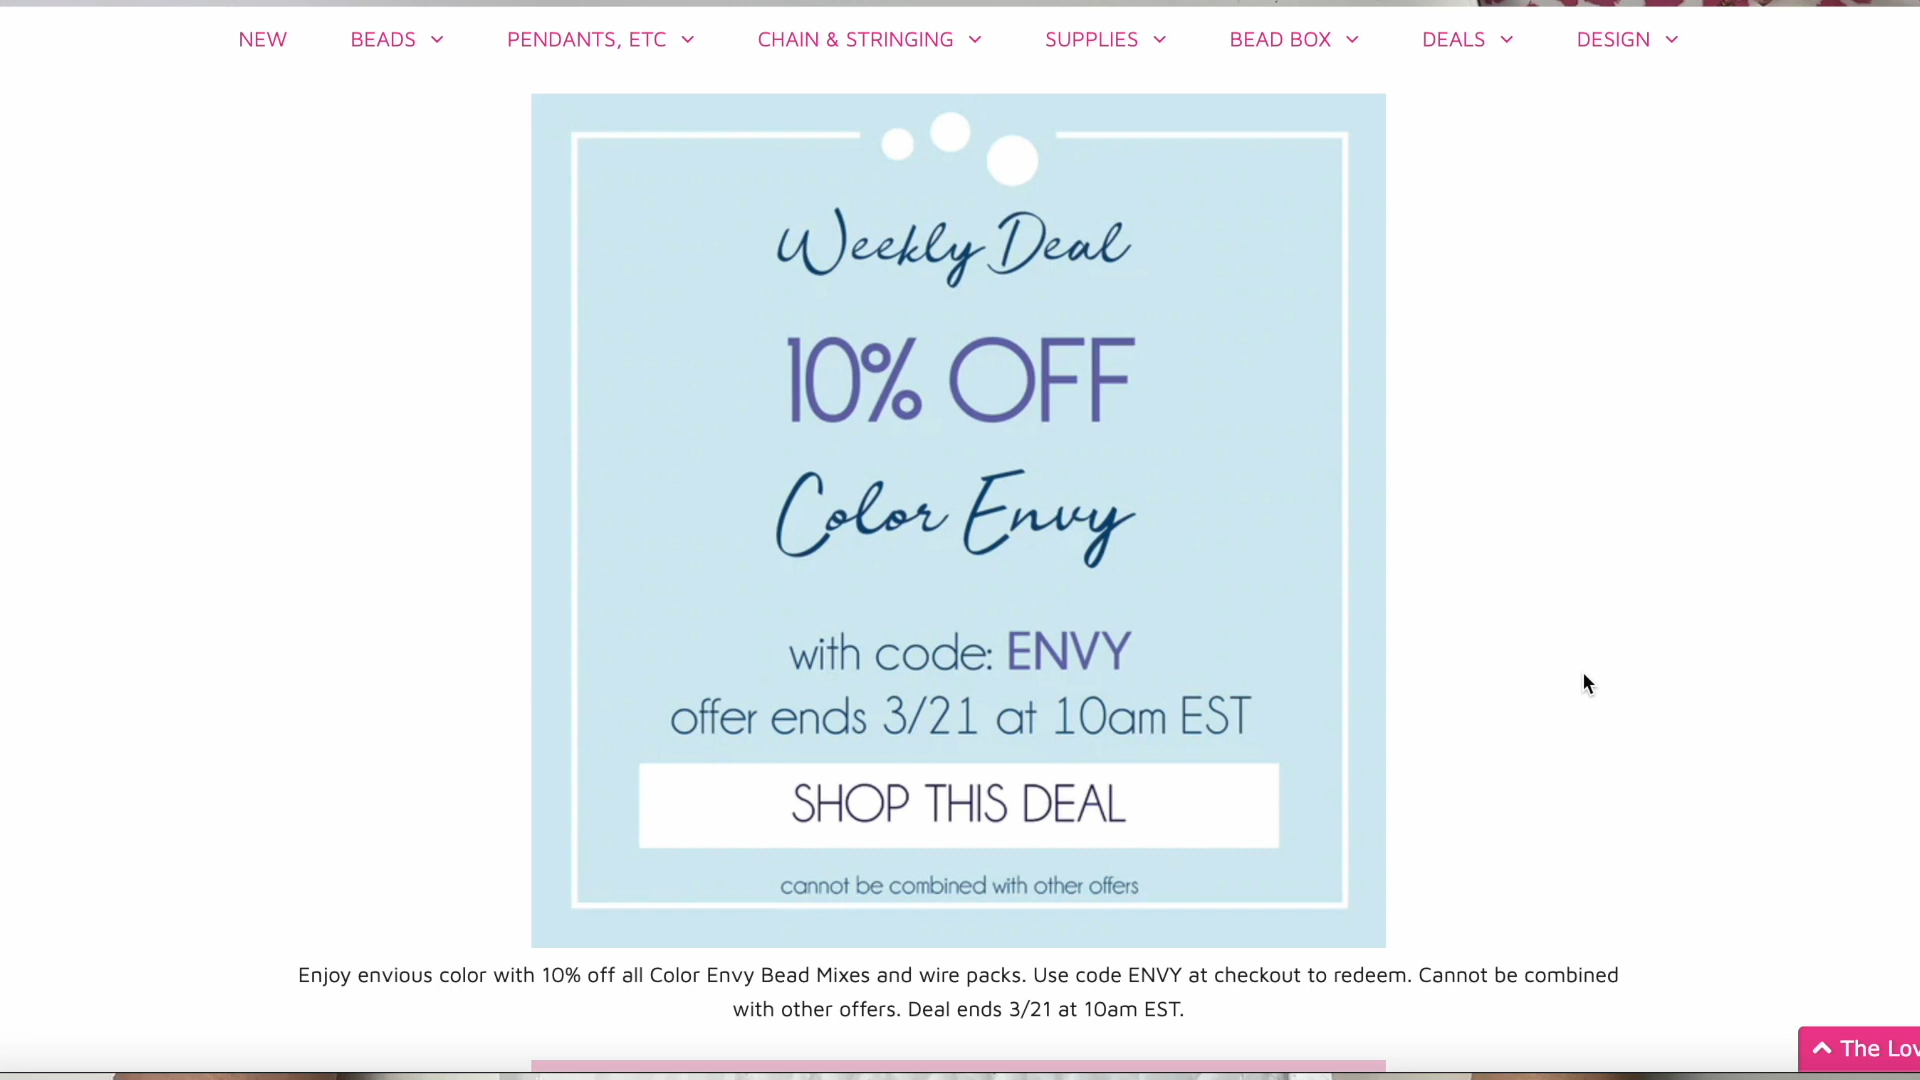 NEW BEADS PENDANTS, ETC CHAIN & STRINGING SUPPLIES BEAD BOX DEALS DESIGN
Weekly Deal
10% OFF
Color Envy
with code: ENVY
offer ends 3/21 at 10am EST
SHOP THIS DEAL
cannot be combined with other offers
Enjoy envious color with 10% off all Color Envy Bead Mixes and wire packs. Use code ENVY at checkout to redeem. Cannot be combined
with other offers. Deal ends 3/21 at 10am EST.
The